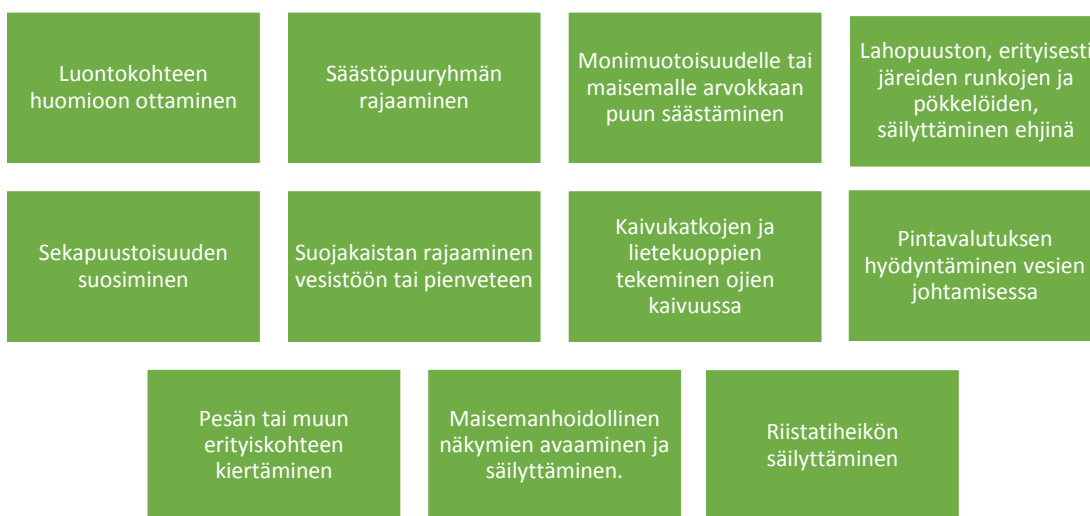 Luontokohteen
huomioon ottaminen
Säästöpuuryhmän
rajaaminen
Monimuotoisuudelle tai
maisemalle arvokkaan
puun säästäminen
Lahopuuston, erityisesti
järeiden runkojen ja
pökkelöiden,
säilyttäminen ehjinä
Sekapuustoisuuden
suosiminen
Suojakaistan rajaaminen
vesistöön tai pienveteen
Kaivukatkojen ja
lietekuoppien
tekeminen ojien
kaivuussa
Pintavalutuksen
hyödyntäminen vesien
johtamisessa
Pesän tai muun
erityiskohteen
kiertäminen
Maisemanhoidollinen
näkymien avaaminen ja
säilyttäminen.
Riistatiheikön
säilyttäminen